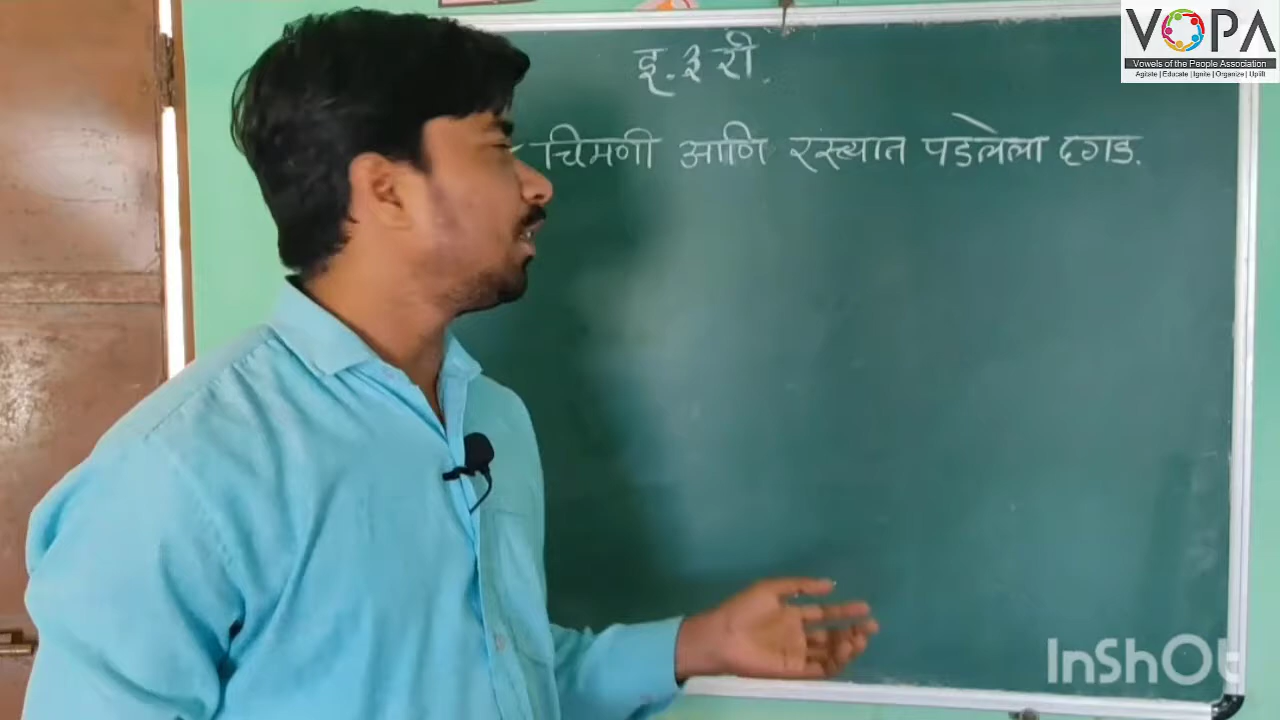 VOPA
Vowels of the People Association
Agitate | Educate | Ignite | Organize | Uplift
इ. ३ री.
चिमणी आणि रस्त्यात पडलेला दगड.
InShOt